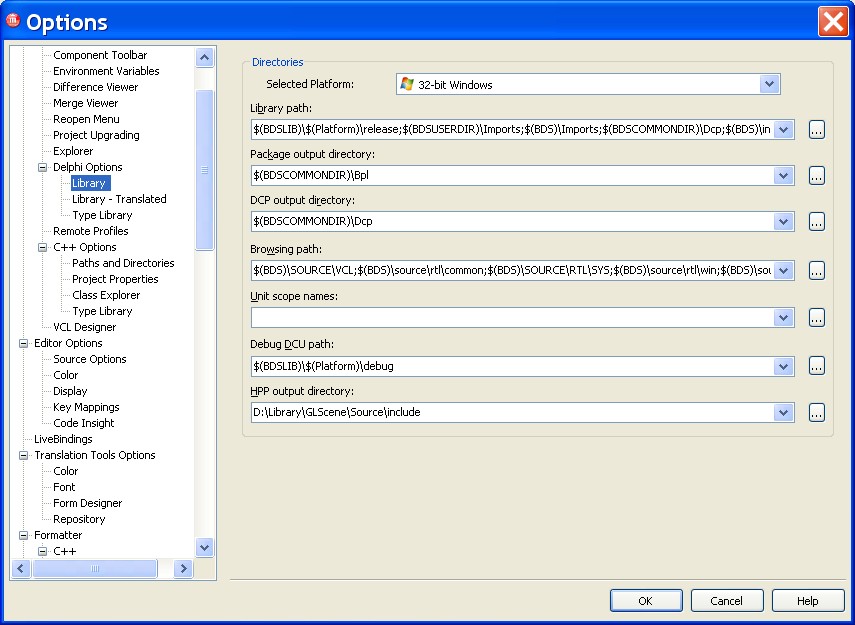 Options
Component Toolbar
Environment Variables
Difference Viewer
Merge Viewer
Reopen Menu
Project Upgrading
Explorer
Delphi Options
Library
Library - Translated
Type Library
Remote Profiles
C++ Options
Paths and Directories
Project Properties
Class Explorer
Type Library
VCL Designer
Editor Options
Source Options
Color
Display
Key Mappings
Code Insight
LiveBindings
Translation Tools Options
Color
Font
Form Designer
Repository
Formatter
C++
Directories
Selected Platform:
32-bit Windows
Library path:
$(BDSLIB)\$(Platform)\release;$(BDSUSERDIR)\Imports;$(BDS)\Imports;$(BDSCOMMONDIR)\Dcp;$(BDS)\in
...
Package output directory:
$(BDSCOMMONDIR)\Bpl
...
DCP output directory:
$(BDSCOMMONDIR)\Dcp
...
Browsing path:
$(BDS)\SOURCE\VCL;$(BDS)\source\rtl\common;$(BDS)\SOURCE\RTL\SYS;$(BDS)\source\rtl\win;$(BDS)\sou
...
Unit scope names:
...
Debug DCU path:
$(BDSLIB)\$(Platform)\debug
...
HPP output directory:
D:\Library\GLScene\Source\include
...
OK
Cancel
Help